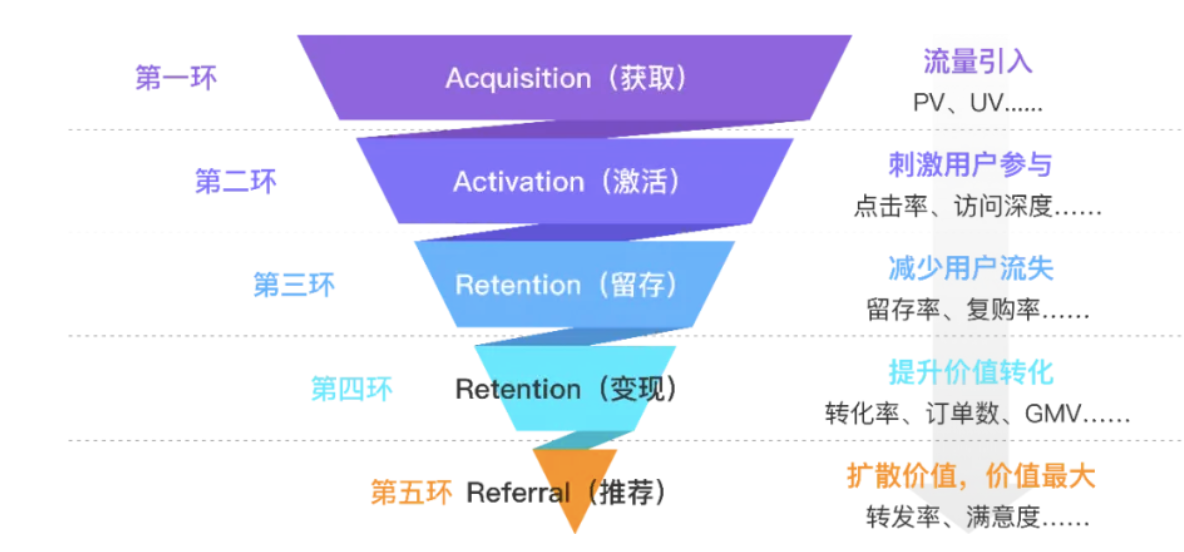 第一环
Acquisition（获取）
流量引入
PV、UV......
第二环
Activation（激活）
刺激用户参与
点击率、访问深度......
第三环
Retention（留存）
减少用户流失
留存率、复购率......
第四环
Retention（变现）
提升价值转化
转化率、订单数、GMV......
第五环
Referral（推荐）
扩散价值，价值最大
转发率、满意度......